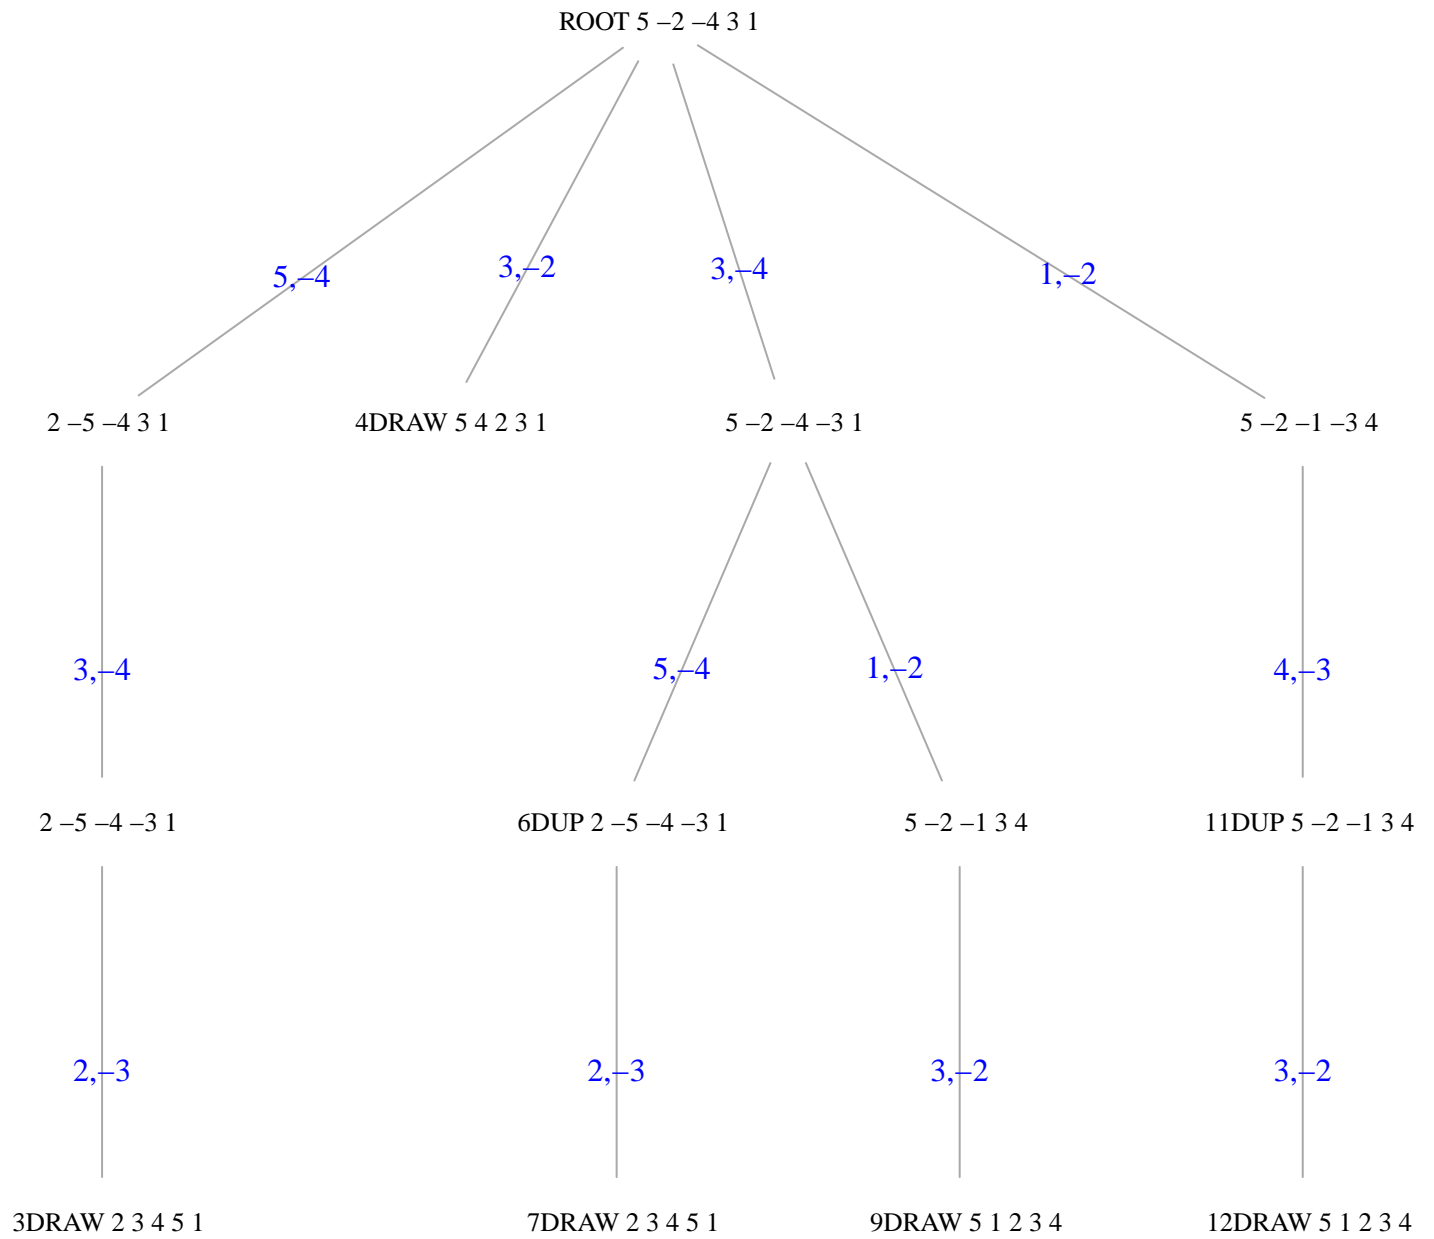 ROOT 5 –2 –4 3 1
5,–4
3,–2
3,–4
1,–2
2 –5 –4 3 1
4DRAW 5 4 2 3 1
5 –2 –4 –3 1
5 –2 –1 –3 4
3,–4
5,–4
1,–2
4,–3
2 –5 –4 –3 1
6DUP 2 –5 –4 –3 1
5 –2 –1 3 4
11DUP 5 –2 –1 3 4
2,–3
2,–3
3,–2
3,–2
3DRAW 2 3 4 5 1
7DRAW 2 3 4 5 1
9DRAW 5 1 2 3 4
12DRAW 5 1 2 3 4